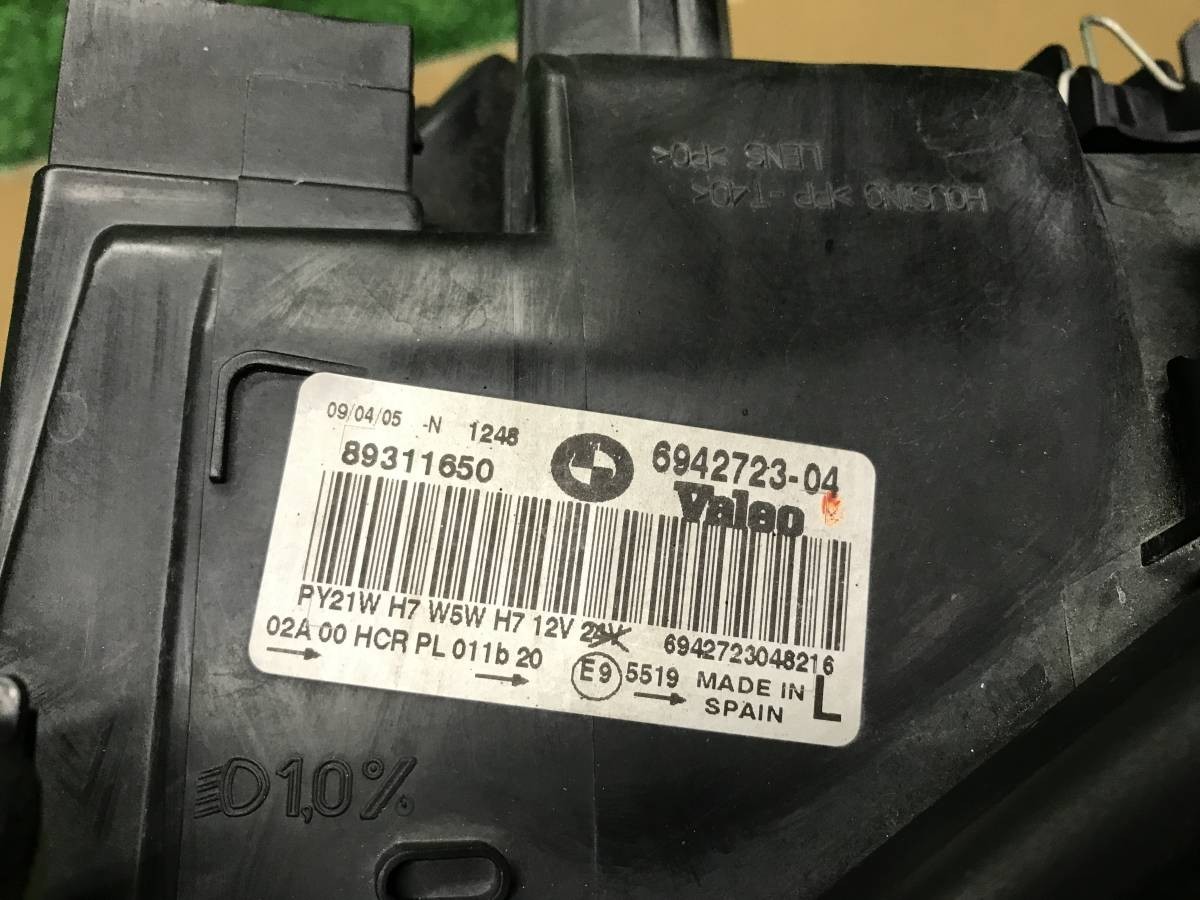 LENS >PC<
HOUSING >PP -T40<
09/04/05 -N 1248
89311650
6942723-04
Valeo
PY21W H7 W5W H7 12V 24V
6942723048216
02A 00 HCR PL 011b 20
E9 5519 MADE IN L
SPAIN
1,0%